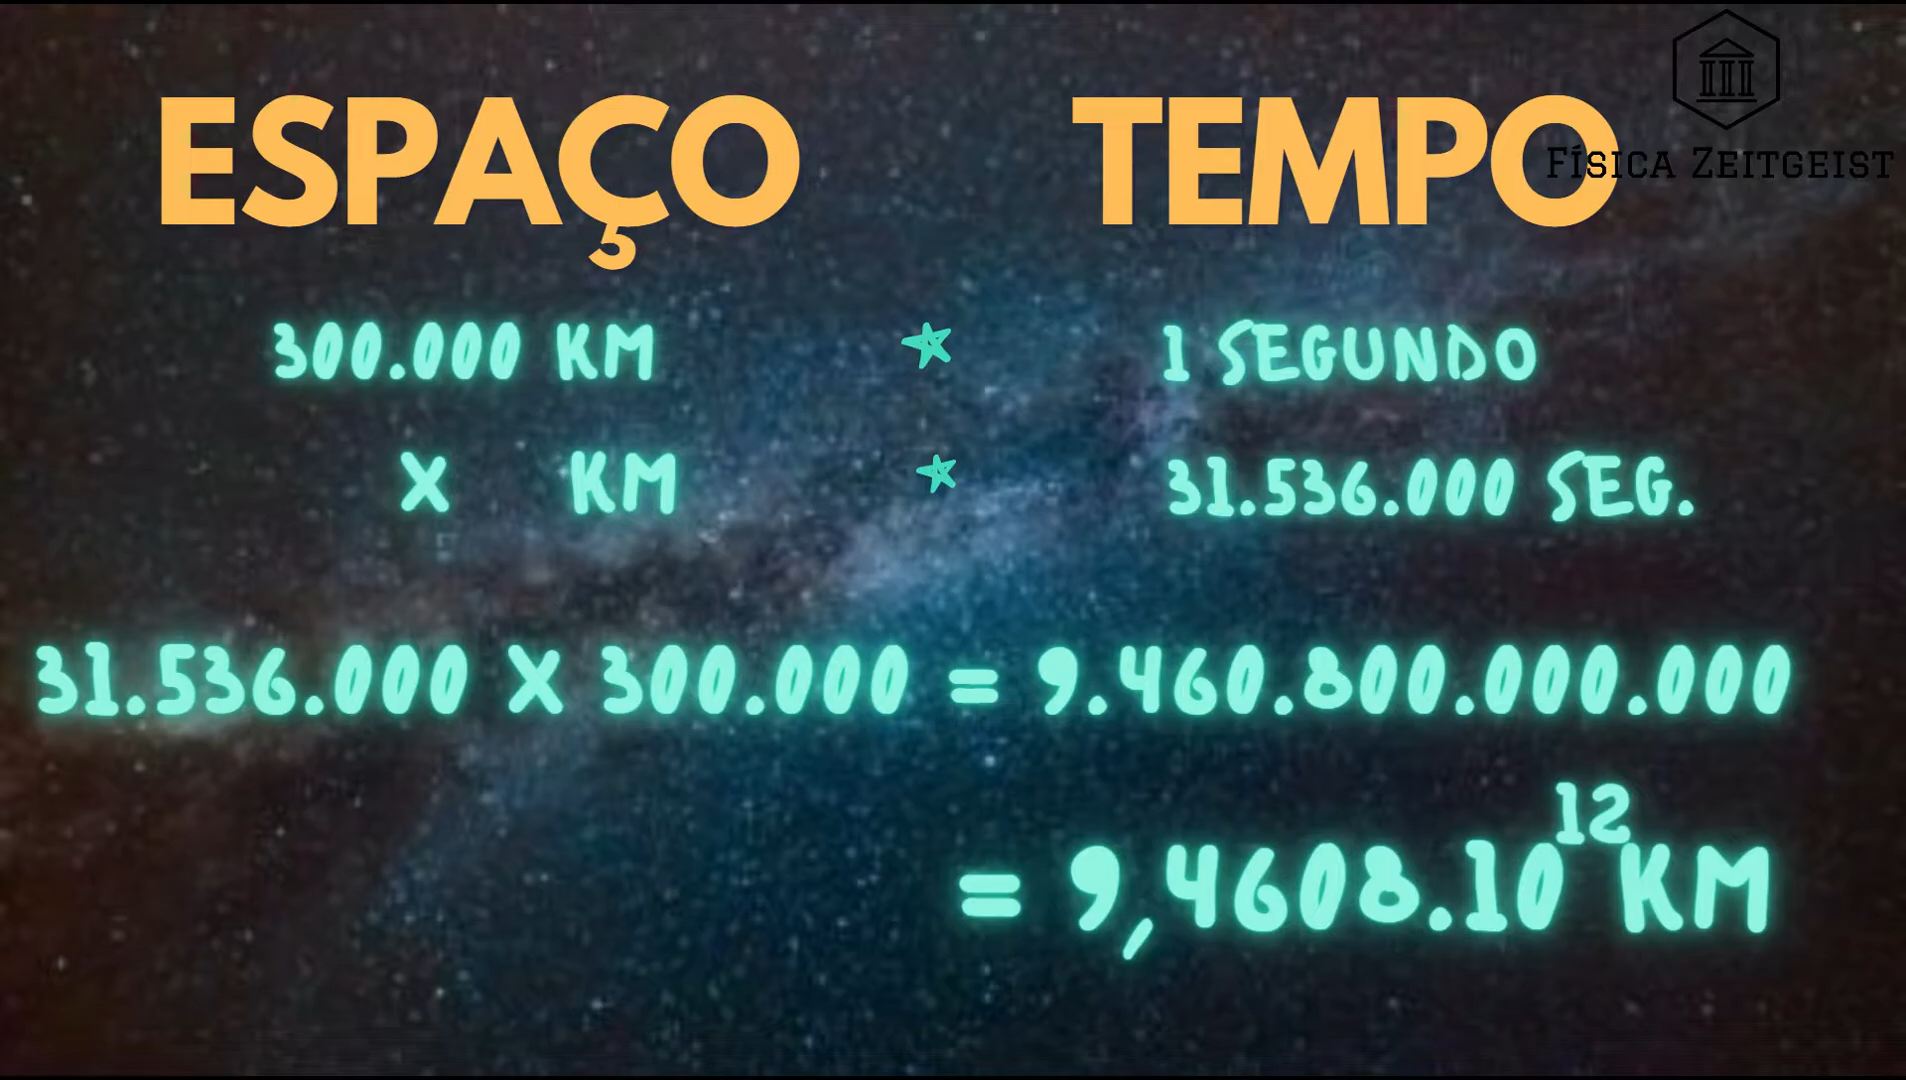 ESPAÇO TEMPO
FÍSICA ZEITGEIST
300.000 KM * 1 SEGUNDO
X KM * 31.536.000 SEG.
31.536.000 X 300.000 = 9.460.800.000.000
= 9,4608.10¹² KM